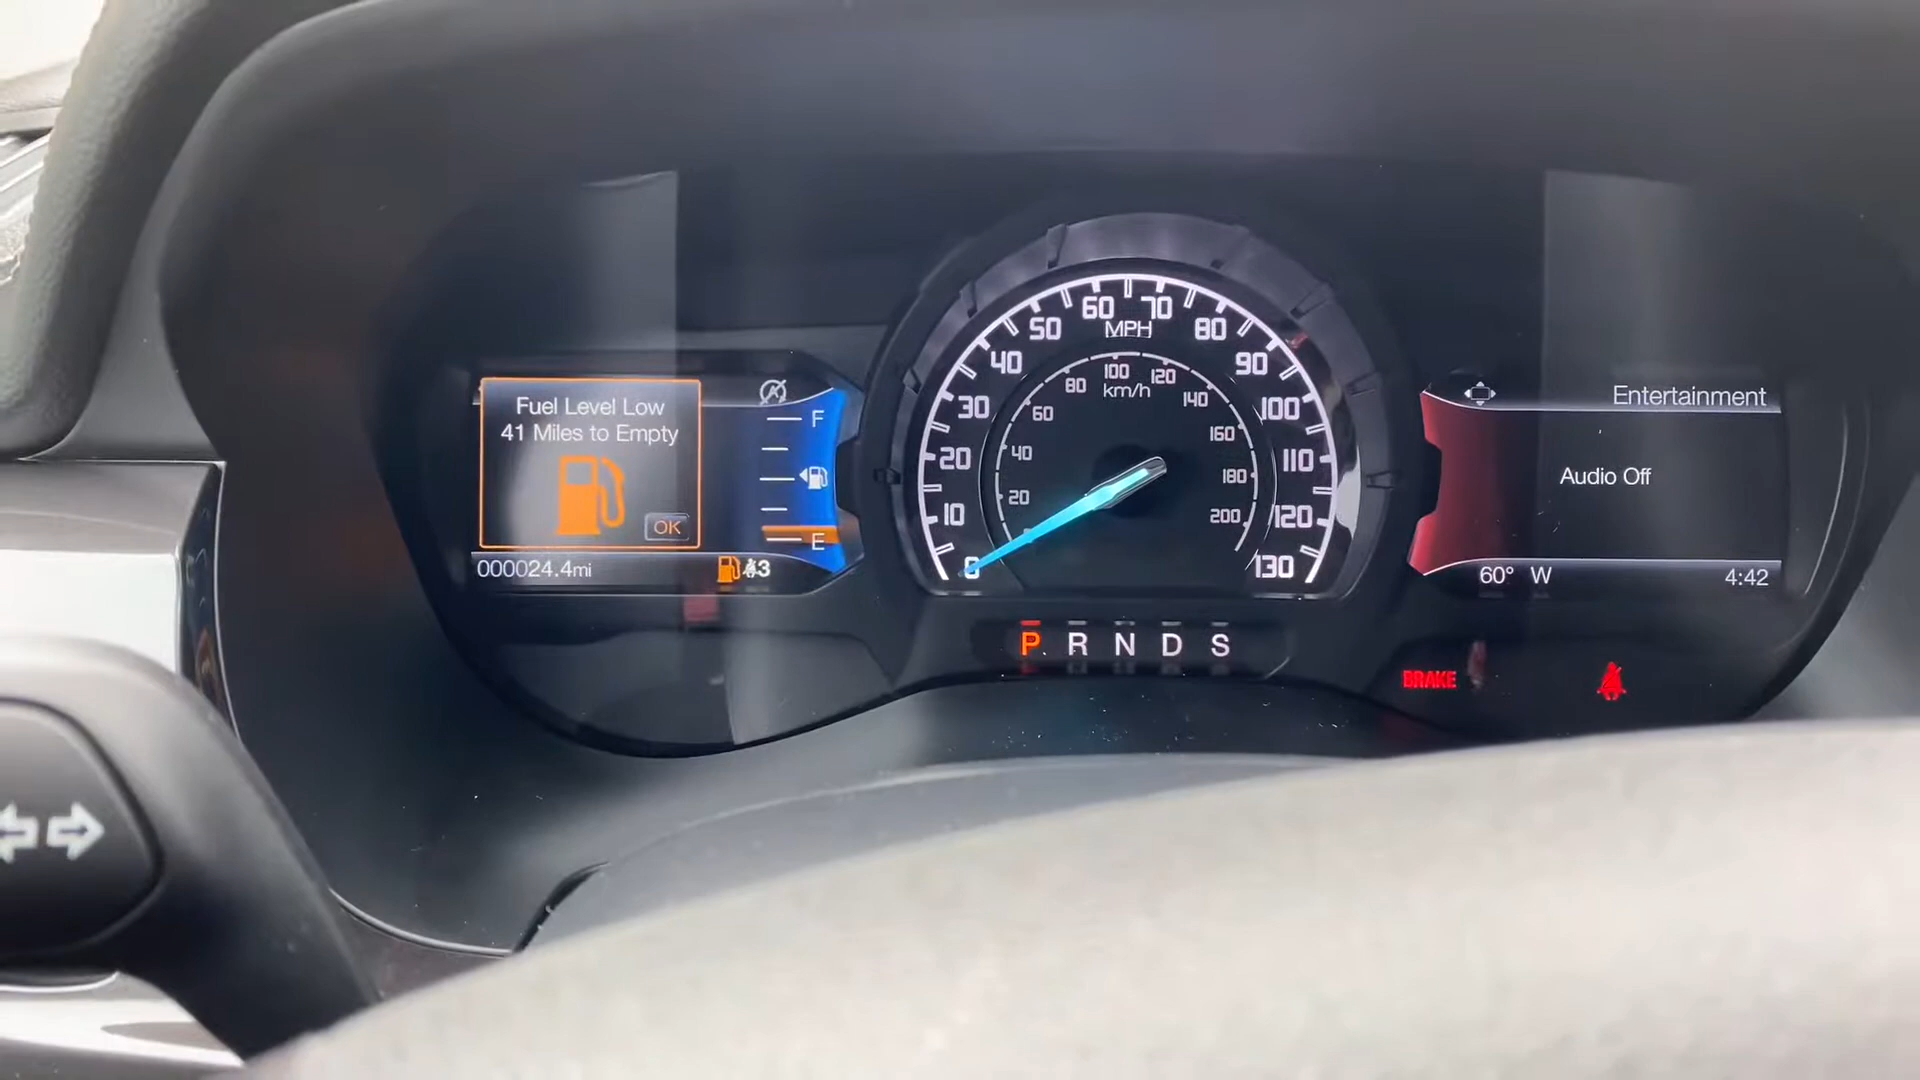 Fuel Level Low
41 Miles to Empty
OK
F
E
000024.4mi
3
0
10
20
30
40
50
60
70
80
90
100
110
120
130
MPH
km/h
20
40
60
80
100
120
140
160
180
200
P R N D S
Entertainment
Audio Off
60° W
4:42
BRAKE